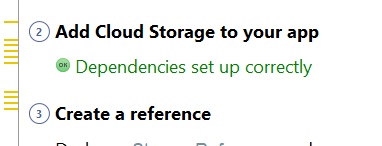 2 Add Cloud Storage to your app
OK Dependencies set up correctly
3 Create a reference